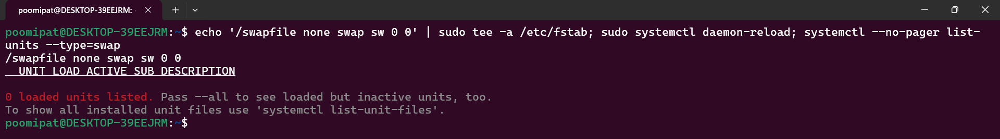 poomipat@DESKTOP-39EEJRM: ~
poomipat@DESKTOP-39EEJRM:~$ echo '/swapfile none swap sw 0 0' | sudo tee -a /etc/fstab; sudo systemctl daemon-reload; systemctl --no-pager list-
units --type=swap
/swapfile none swap sw 0 0
  UNIT LOAD ACTIVE SUB DESCRIPTION
0 loaded units listed. Pass --all to see loaded but inactive units, too.
To show all installed unit files use 'systemctl list-unit-files'.
poomipat@DESKTOP-39EEJRM:~$